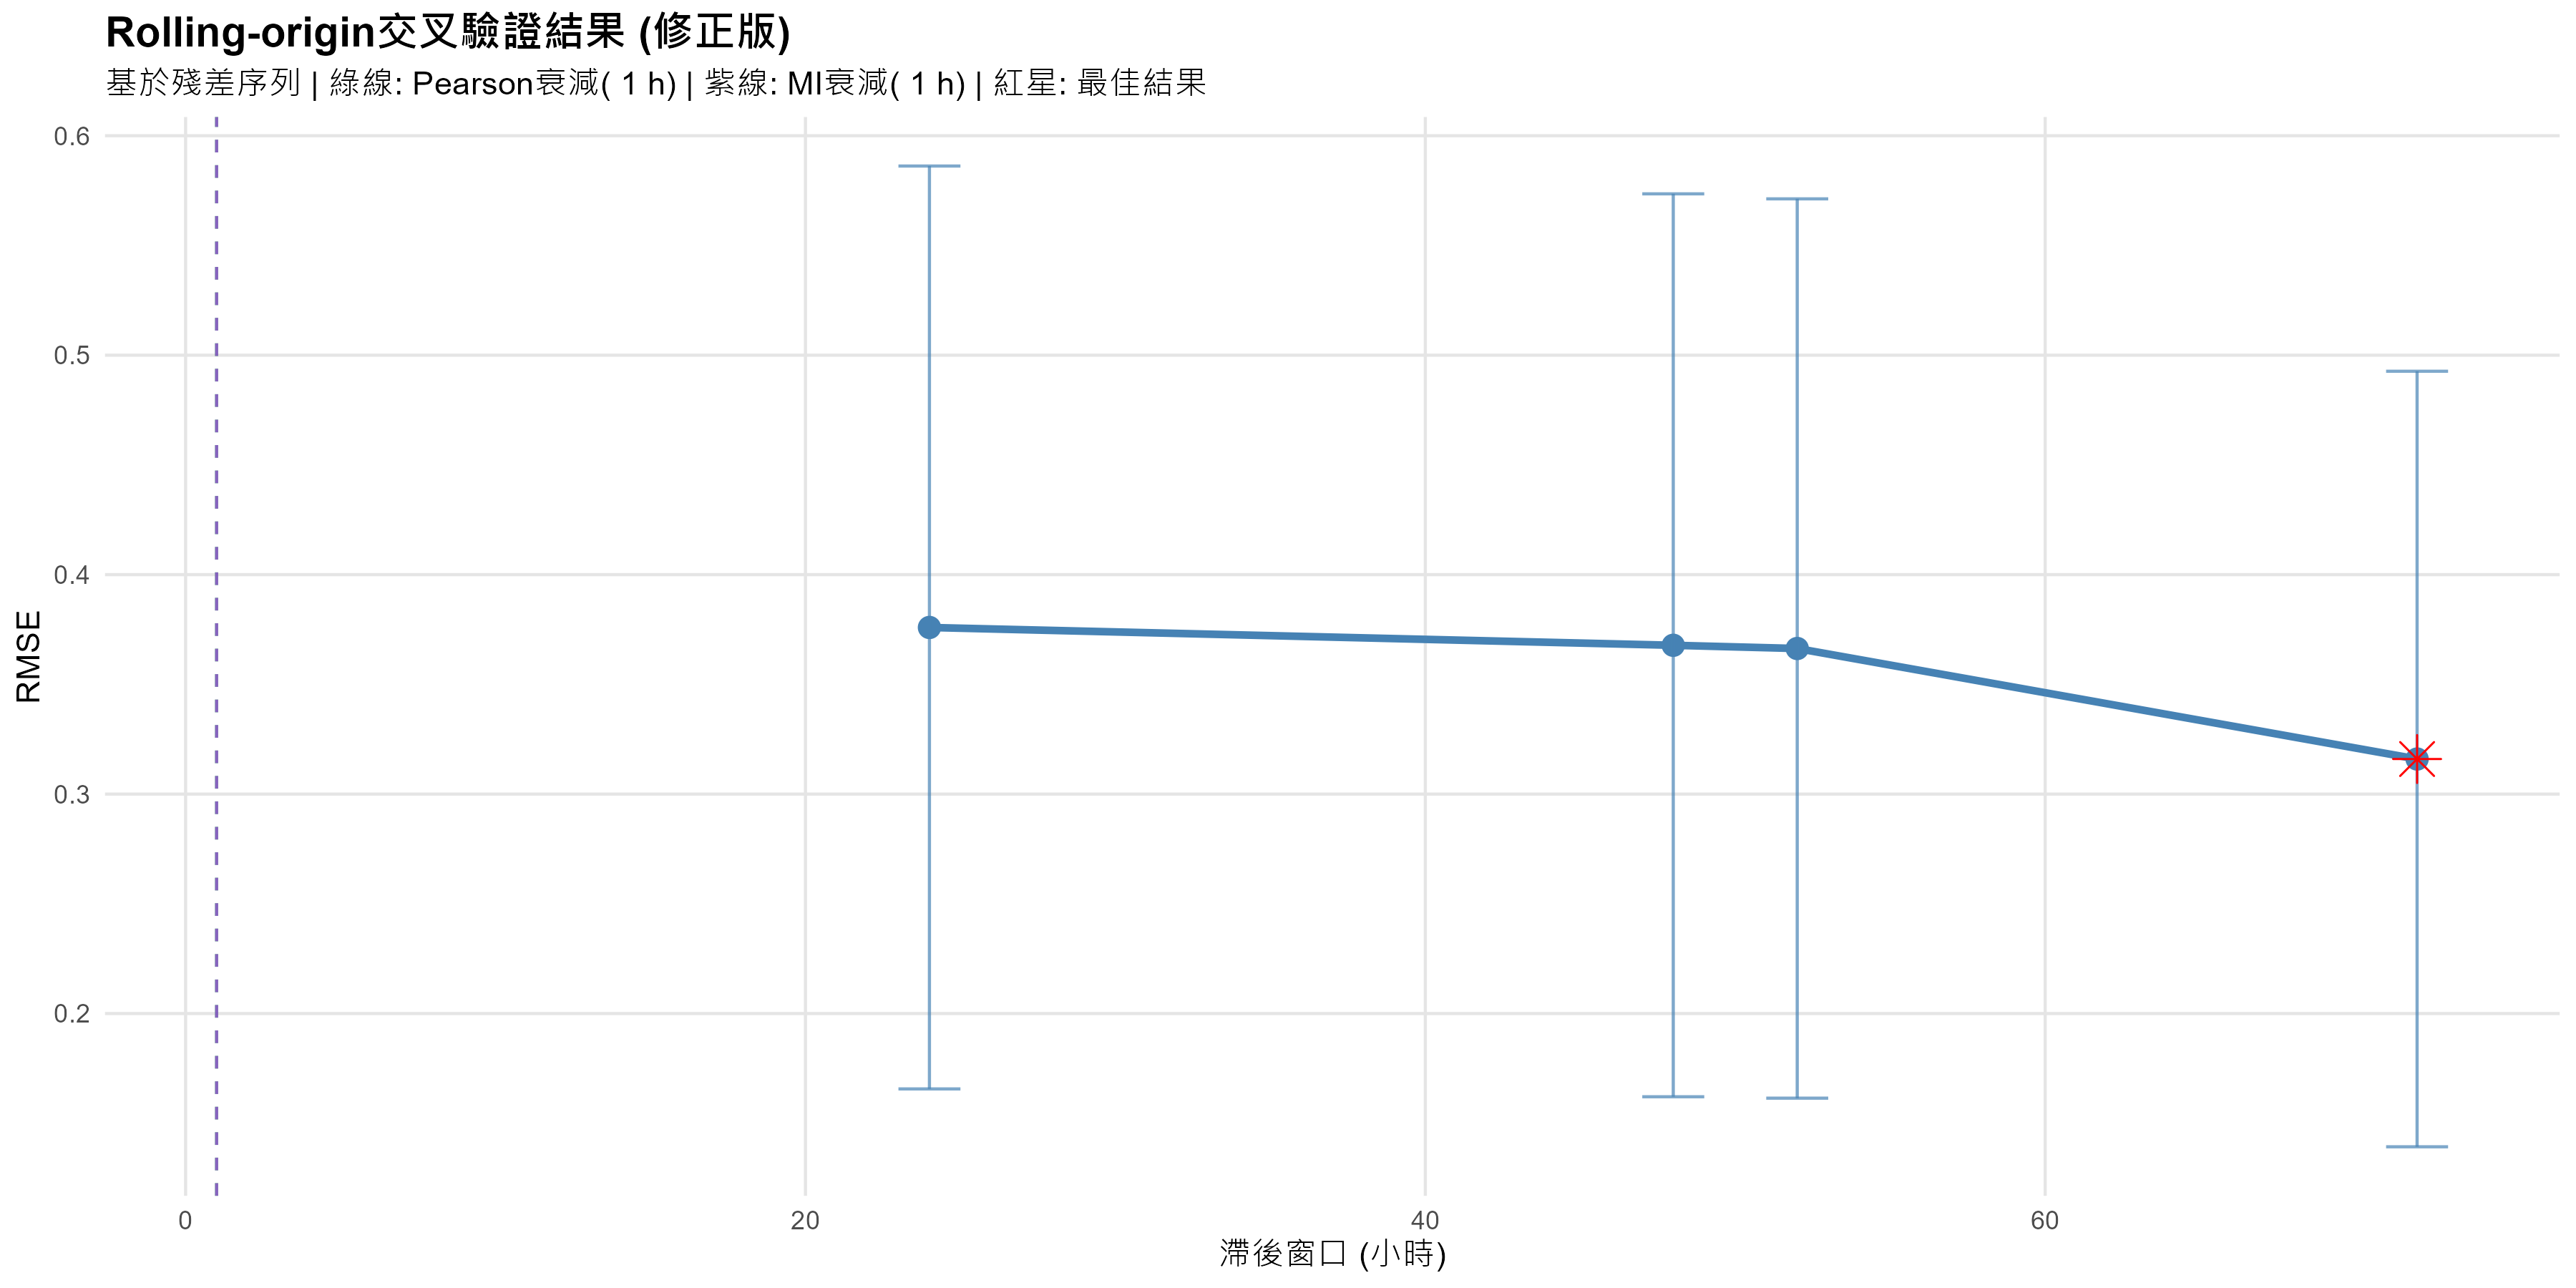 Rolling-origin交叉驗證結果 (修正版)
基於殘差序列 | 綠線: Pearson衰減( 1 h) | 紫線: MI衰減( 1 h) | 紅星: 最佳結果
0.6
0.5
0.4
0.3
0.2
RMSE
0 20 40 60
滯後窗口 (小時)